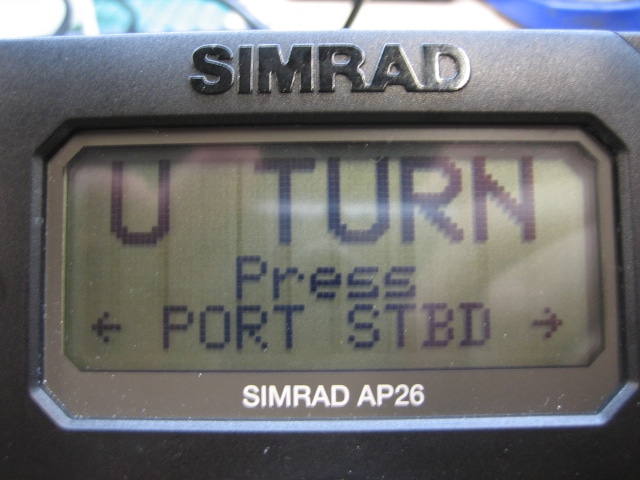 SIMRAD
U TURN
Press
← PORT STBD →
SIMRAD AP26